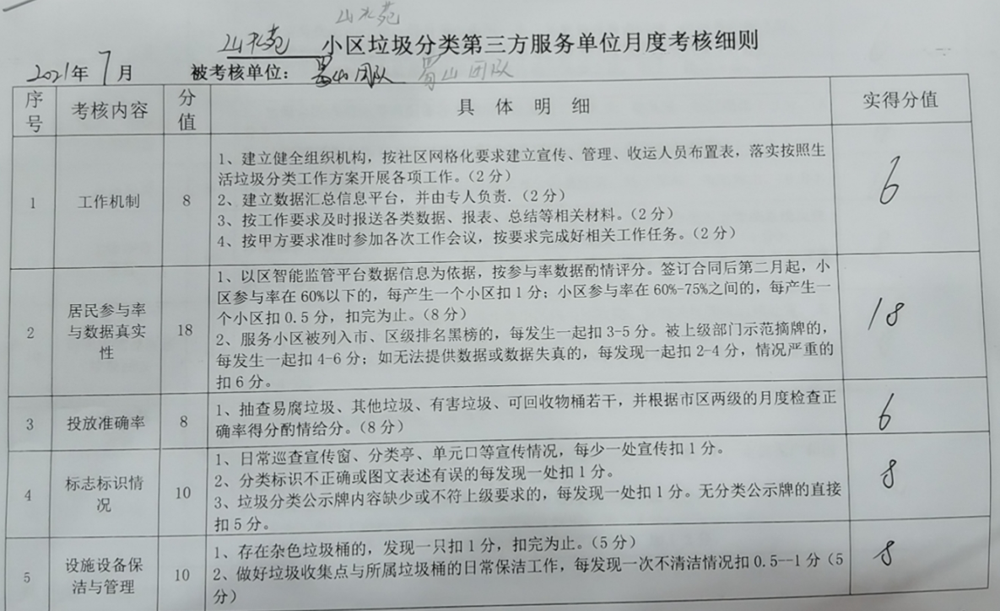 山水苑
山水苑 小区垃圾分类第三方服务单位月度考核细则
2021年7月 被考核单位：蜀山团队 蜀山团队
序号 考核内容 分值 具体明细 实得分值
1 工作机制 8
1、建立健全组织机构，按社区网格化要求建立宣传、管理、收运人员布置表，落实按照生
活垃圾分类工作方案开展各项工作。（2分）
2、建立数据汇总信息平台，并由专人负责.（2分）
3、按工作要求及时报送各类数据、报表、总结等相关材料。（2分）
4、按甲方要求准时参加各次工作会议，按要求完成好相关工作任务。（2分）
6
2 居民参与率
与数据真实
性
18
1、以区智能监管平台数据信息为依据，按参与率数据酌情评分。签订合同后第二月起，小
区参与率在60%以下的，每产生一个小区扣1分；小区参与率在60%-75%之间的，每产生一
个小区扣0.5分，扣完为止。（8分）
2、服务小区被列入市、区级排名黑榜的，每发生一起扣3-5分。被上级部门示范摘牌的，
每发生一起扣4-6分；如无法提供数据或数据失真的，每发现一起扣2-4分，情况严重的
扣6分。
18
3 投放准确率 8
1、抽查易腐垃圾、其他垃圾、有害垃圾、可回收物桶若干，并根据市区两级的月度检查正
确率得分酌情给分。（8分）
6
4 标志标识情
况
10
1、日常巡查宣传窗、分类亭、单元口等宣传情况，每少一处宣传扣1分。
2、分类标识不正确或图文表述有误的每发现一处扣1分。
3、垃圾分类公示牌内容缺少或不符上级要求的，每发现一处扣1分。无分类公示牌的直接
扣5分。
8
5 设施设备保
洁与管理
10
1、存在杂色垃圾桶的，发现一只扣1分，扣完为止。（5分）
2、做好垃圾收集点与所属垃圾桶的日常保洁工作，每发现一次不清洁情况扣0.5--1分（5
分）
8